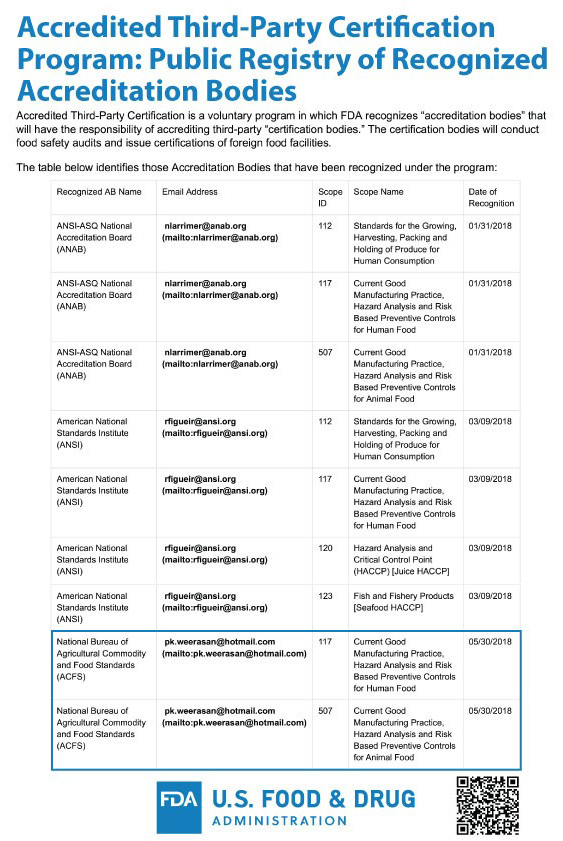 Accredited Third-Party Certification
Program: Public Registry of Recognized
Accreditation Bodies
Accredited Third-Party Certification is a voluntary program in which FDA recognizes “accreditation bodies” that
will have the responsibility of accrediting third-party “certification bodies.” The certification bodies will conduct
food safety audits and issue certifications of foreign food facilities.
The table below identifies those Accreditation Bodies that have been recognized under the program:
Recognized AB Name Email Address Scope Scope Name Date of
ID Recognition
ANSI-ASQ National nlarrimer@anab.org 112 Standards for the Growing, 01/31/2018
Accreditation Board (mailto:nlarrimer@anab.org) Harvesting, Packing and
(ANAB) Holding of Produce for
Human Consumption
ANSI-ASQ National nlarrimer@anab.org 117 Current Good 01/31/2018
Accreditation Board (mailto:nlarrimer@anab.org) Manufacturing Practice,
(ANAB) Hazard Analysis and Risk
Based Preventive Controls
for Human Food
ANSI-ASQ National nlarrimer@anab.org 507 Current Good 01/31/2018
Accreditation Board (mailto:nlarrimer@anab.org) Manufacturing Practice,
(ANAB) Hazard Analysis and Risk
Based Preventive Controls
for Animal Food
American National rfigueir@ansi.org 112 Standards for the Growing, 03/09/2018
Standards Institute (mailto:rfigueir@ansi.org) Harvesting, Packing and
(ANSI) Holding of Produce for
Human Consumption
American National rfigueir@ansi.org 117 Current Good 03/09/2018
Standards Institute (mailto:rfigueir@ansi.org) Manufacturing Practice,
(ANSI) Hazard Analysis and Risk
Based Preventive Controls
for Human Food
American National rfigueir@ansi.org 120 Hazard Analysis and 03/09/2018
Standards Institute (mailto:rfigueir@ansi.org) Critical Control Point
(ANSI) (HACCP) [Juice HACCP]
American National rfigueir@ansi.org 123 Fish and Fishery Products 03/09/2018
Standards Institute (mailto:rfigueir@ansi.org) [Seafood HACCP]
(ANSI)
National Bureau of pk.weerasan@hotmail.com 117 Current Good 05/30/2018
Agricultural Commodity (mailto:pk.weerasan@hotmail.com) Manufacturing Practice,
and Food Standards Hazard Analysis and Risk
(ACFS) Based Preventive Controls
for Human Food
National Bureau of pk.weerasan@hotmail.com 507 Current Good 05/30/2018
Agricultural Commodity (mailto:pk.weerasan@hotmail.com) Manufacturing Practice,
and Food Standards Hazard Analysis and Risk
(ACFS) Based Preventive Controls
for Animal Food
FDA U.S. FOOD & DRUG
ADMINISTRATION